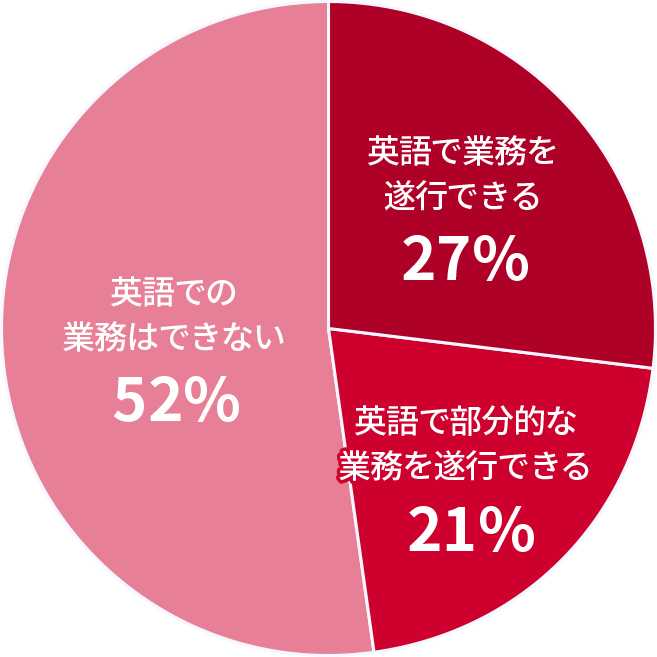 英語で業務を
遂行できる
27%
英語での
業務はできない
52%
英語で部分的な
業務を遂行できる
21%